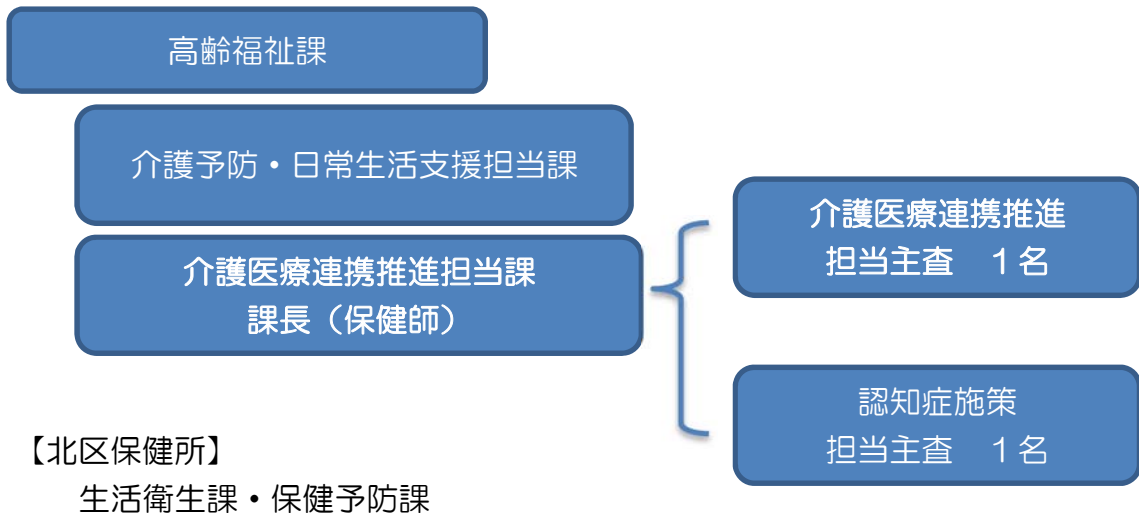 高齢福祉課
介護予防・日常生活支援担当課
介護医療連携推進担当課
課長（保健師）
介護医療連携推進
担当主査　１名
認知症施策
担当主査　１名
【北区保健所】
生活衛生課・保健予防課